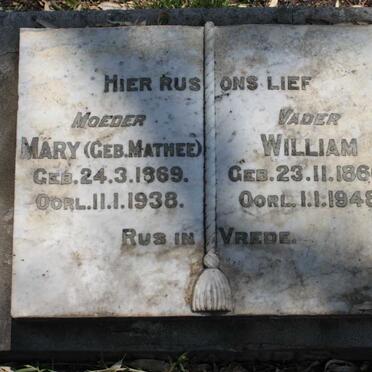 HIER RUS ONS LIEF
MOEDER
MARY (GEB. MATHEE)
GEB. 24.3.1869.
OORL. 11.1.1938.
VADER
WILLIAM
GEB. 23.11.186
OORL. 1.1.1948
RUS IN VREDE.